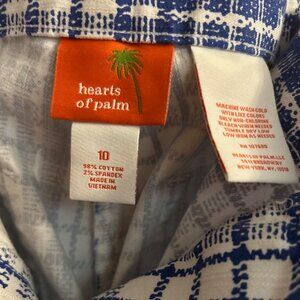 hearts
of palm
10
98% COTTON
2% SPANDEX
MADE IN
VIETNAM
MACHINE WASH COLD
WITH LIKE COLORS
ONLY NON-CHLORINE
BLEACH WHEN NEEDED
TUMBLE DRY LOW
LOW IRON AS NEEDED
RN
HEARTS OF PALM, LLC
BROADWAY
NEW YORK, NY, 10018